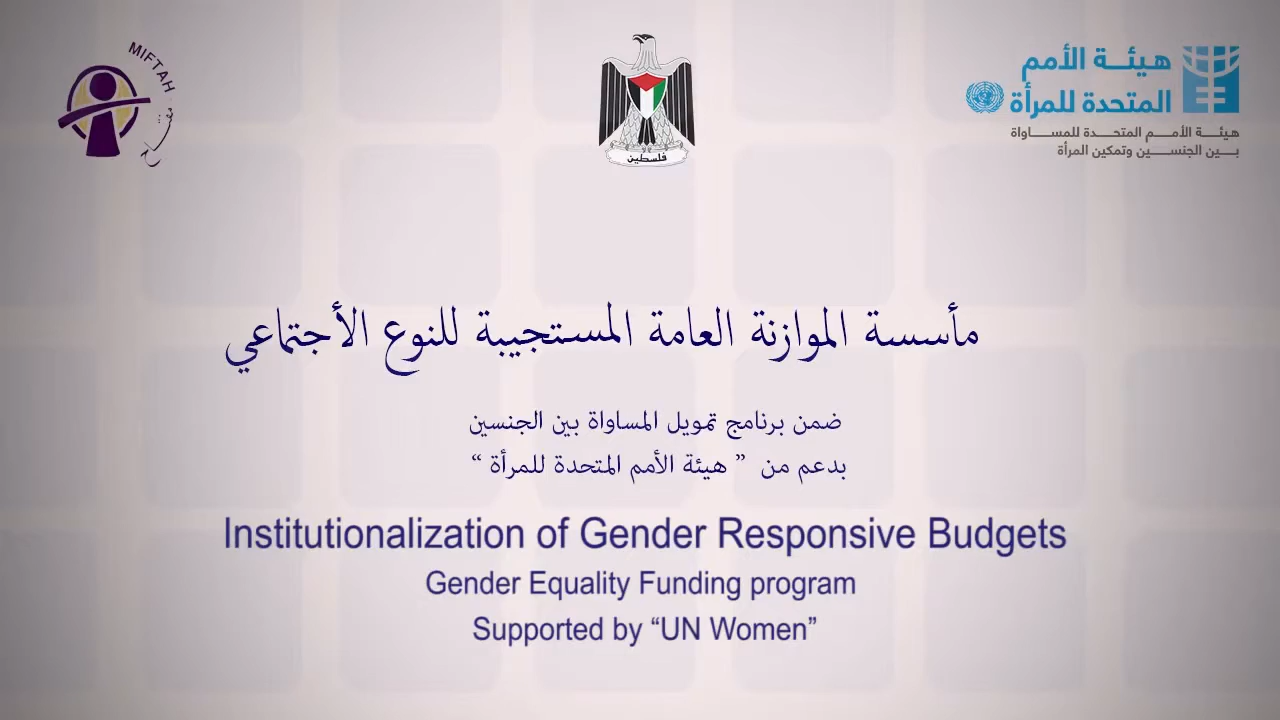 MIFTAH
مفتاح
فلسطين
هيئة الأمم
المتحدة للمرأة
هيئة الأمم المتحدة للمساواة
بين الجنسين وتمكين المرأة
مأسسة الموازنة العامة المستجيبة للنوع الأجتماعي
ضمن برنامج تمويل المساواة بين الجنسين
بدعم من ” هيئة الأمم المتحدة للمرأة “
Institutionalization of Gender Responsive Budgets
Gender Equality Funding program
Supported by “UN Women”